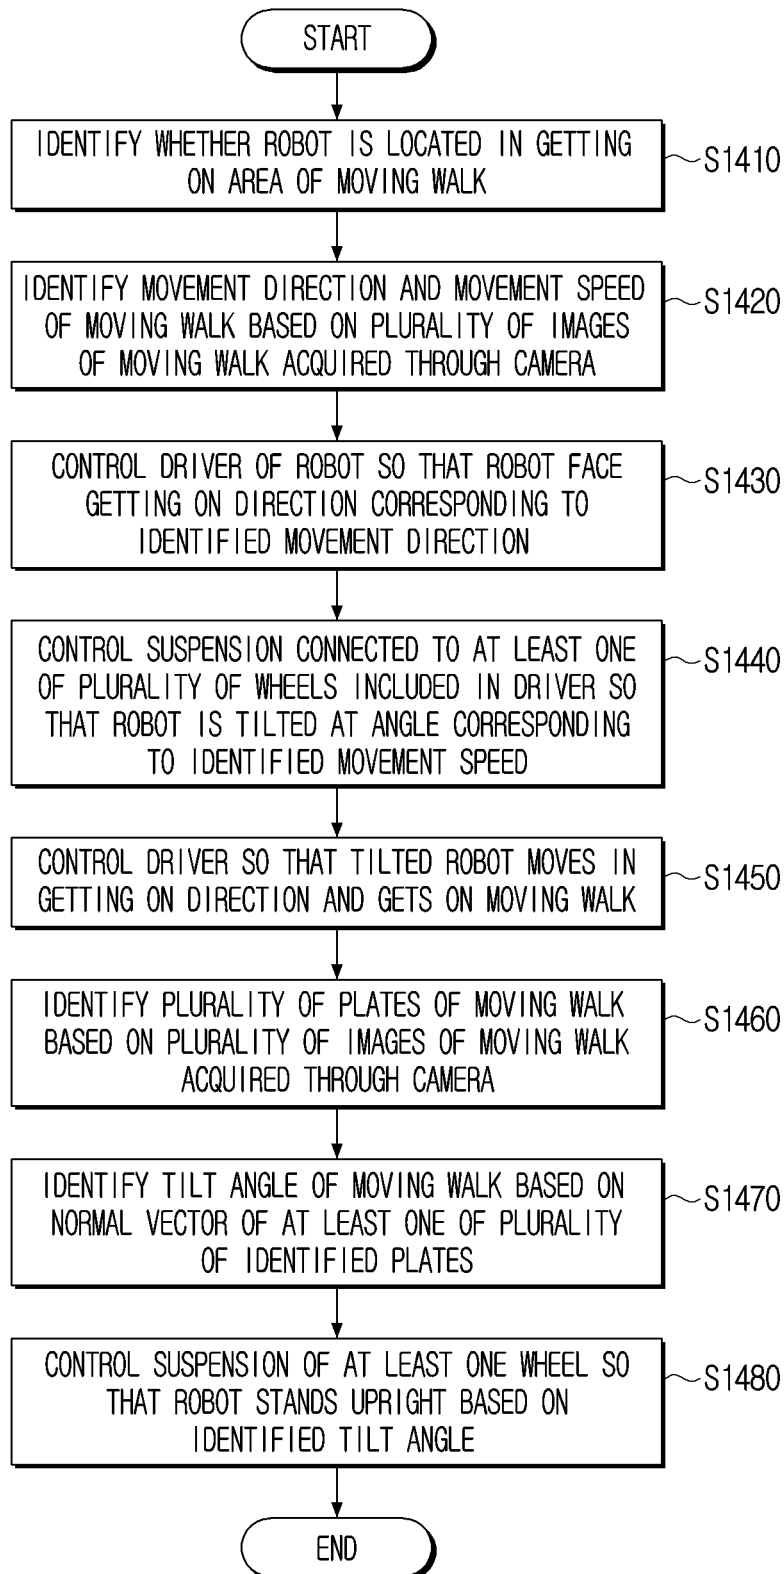 START
IDENTIFY WHETHER ROBOT IS LOCATED IN GETTING
ON AREA OF MOVING WALK
S1410
IDENTIFY MOVEMENT DIRECTION AND MOVEMENT SPEED
OF MOVING WALK BASED ON PLURALITY OF IMAGES
OF MOVING WALK ACQUIRED THROUGH CAMERA
S1420
CONTROL DRIVER OF ROBOT SO THAT ROBOT FACE
GETTING ON DIRECTION CORRESPONDING TO
IDENTIFIED MOVEMENT DIRECTION
S1430
CONTROL SUSPENSION CONNECTED TO AT LEAST ONE
OF PLURALITY OF WHEELS INCLUDED IN DRIVER SO
THAT ROBOT IS TILTED AT ANGLE CORRESPONDING
TO IDENTIFIED MOVEMENT SPEED
S1440
CONTROL DRIVER SO THAT TILTED ROBOT MOVES IN
GETTING ON DIRECTION AND GETS ON MOVING WALK
S1450
IDENTIFY PLURALITY OF PLATES OF MOVING WALK
BASED ON PLURALITY OF IMAGES OF MOVING WALK
ACQUIRED THROUGH CAMERA
S1460
IDENTIFY TILT ANGLE OF MOVING WALK BASED ON
NORMAL VECTOR OF AT LEAST ONE OF PLURALITY
OF IDENTIFIED PLATES
S1470
CONTROL SUSPENSION OF AT LEAST ONE WHEEL SO
THAT ROBOT STANDS UPRIGHT BASED ON
IDENTIFIED TILT ANGLE
S1480
END